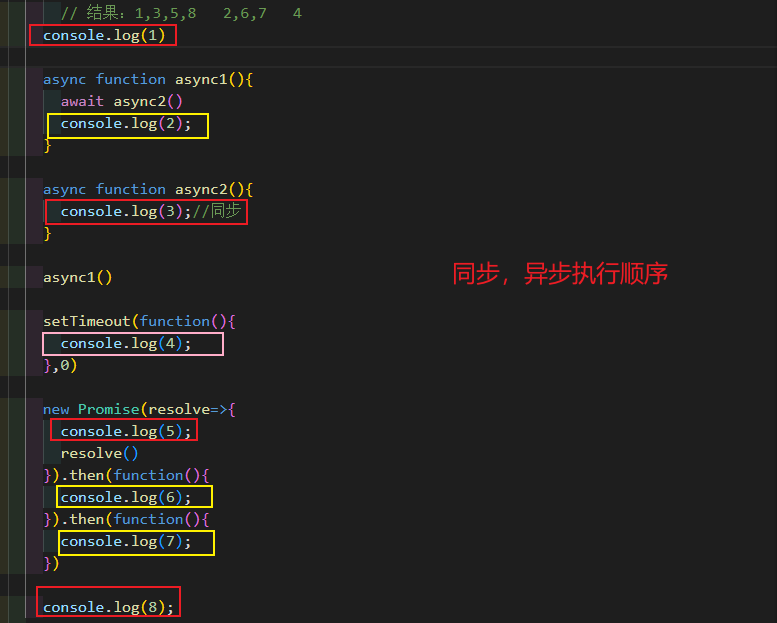 // 结果：1,3,5,8   2,6,7   4
console.log(1)
async function async1(){
await async2()
console.log(2);
}
async function async2(){
console.log(3);//同步
}
同步，异步执行顺序
async1()
setTimeout(function(){
console.log(4);
},0)
new Promise(resolve=>{
console.log(5);
resolve()
}).then(function(){
console.log(6);
}).then(function(){
console.log(7);
})
console.log(8);